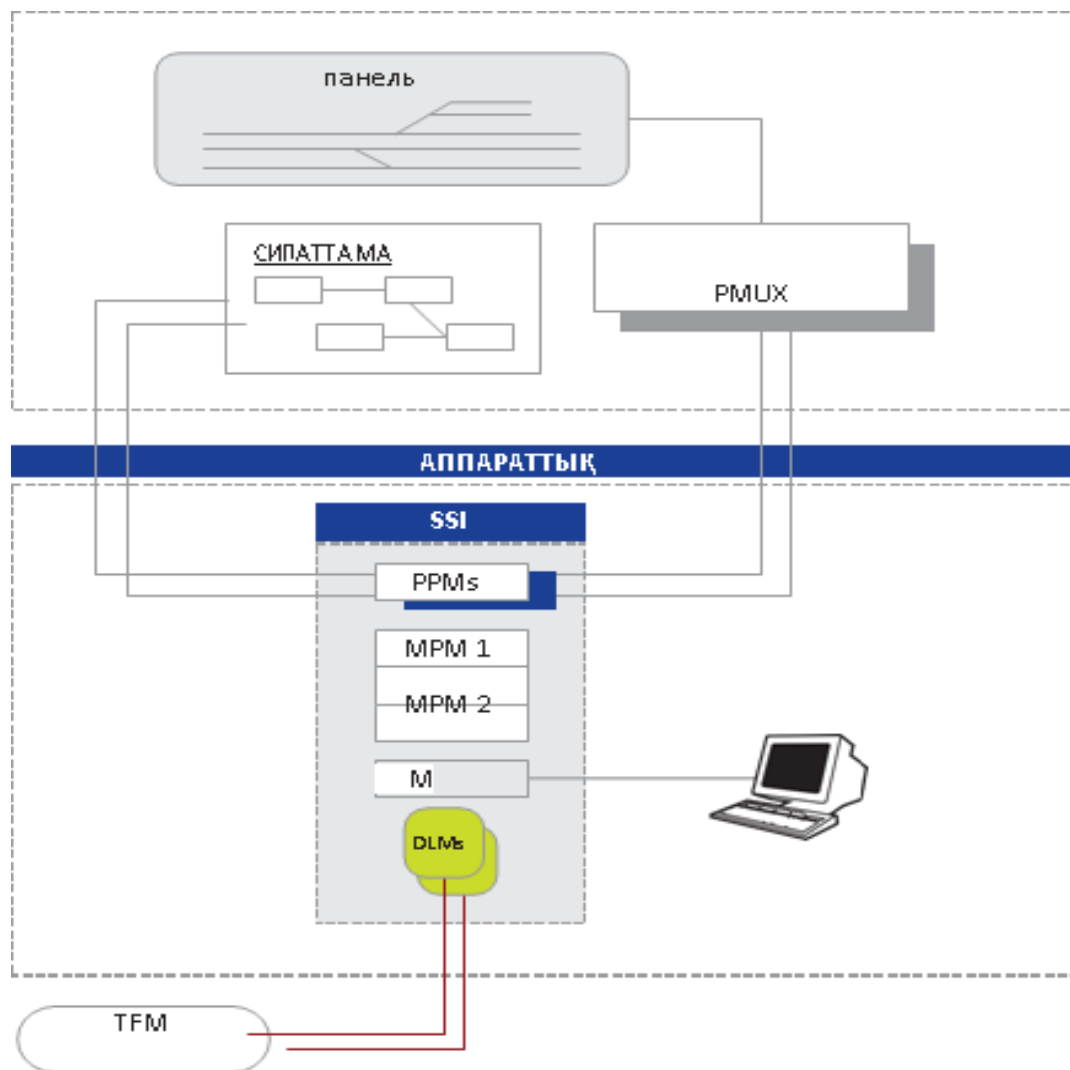 панель
СИПАТТАМА
PMUX
АППАРАТТЫҚ
SSI
PPMs
MPM 1
MPM 2
M
DLMs
TFM